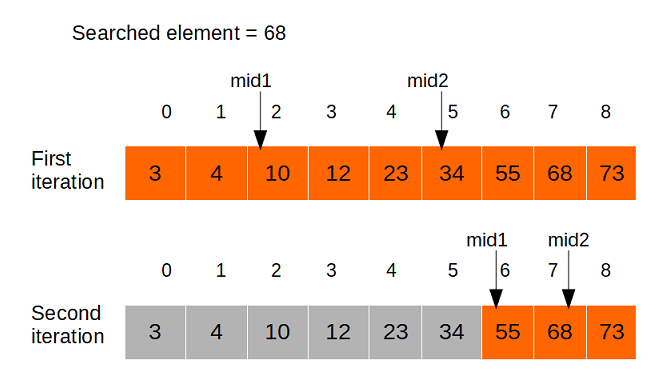 Searched element = 68
mid1 mid2
0 1 2 3 4 5 6 7 8
First
iteration
3 4 10 12 23 34 55 68 73
mid1 mid2
0 1 2 3 4 5 6 7 8
Second
iteration
3 4 10 12 23 34 55 68 73